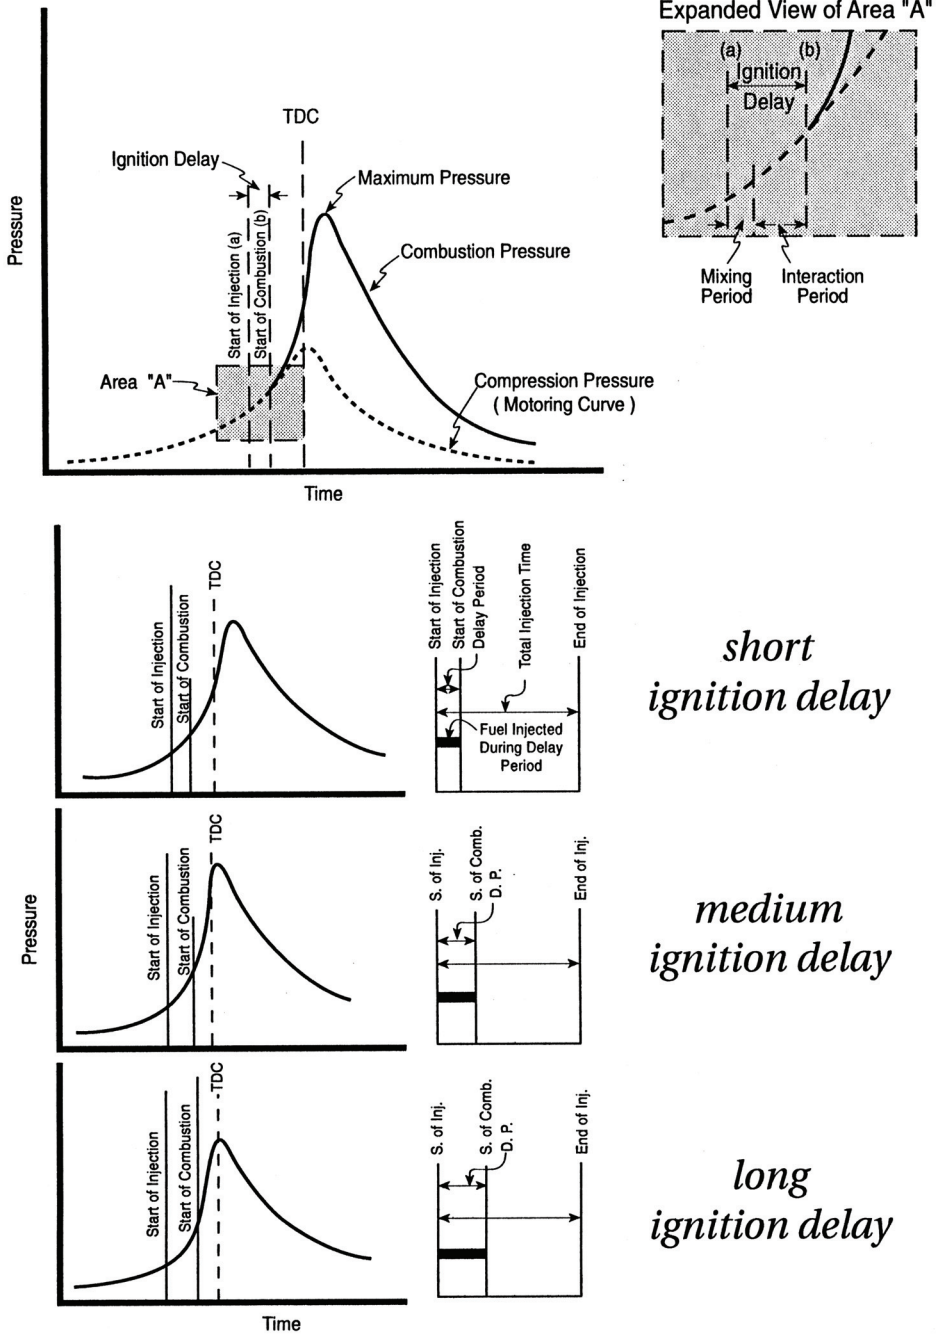 Expanded View of Area "A"
(a)
(b)
Ignition
Delay
Mixing
Period
Interaction
Period
TDC
Ignition Delay
Maximum Pressure
Combustion Pressure
Start of Injection (a)
Start of Combustion (b)
Area "A"
Compression Pressure
( Motoring Curve )
Pressure
Time
Start of Injection
Start of Combustion
TDC
Start of Injection
Start of Combustion
Delay Period
Total Injection Time
End of Injection
Fuel Injected
During Delay
Period
short
ignition delay
Pressure
Start of Injection
Start of Combustion
TDC
S. of Inj.
S. of Comb.
D. P.
End of Inj.
medium
ignition delay
Start of Injection
Start of Combustion
TDC
S. of Inj.
S. of Comb.
D. P.
End of Inj.
long
ignition delay
Time